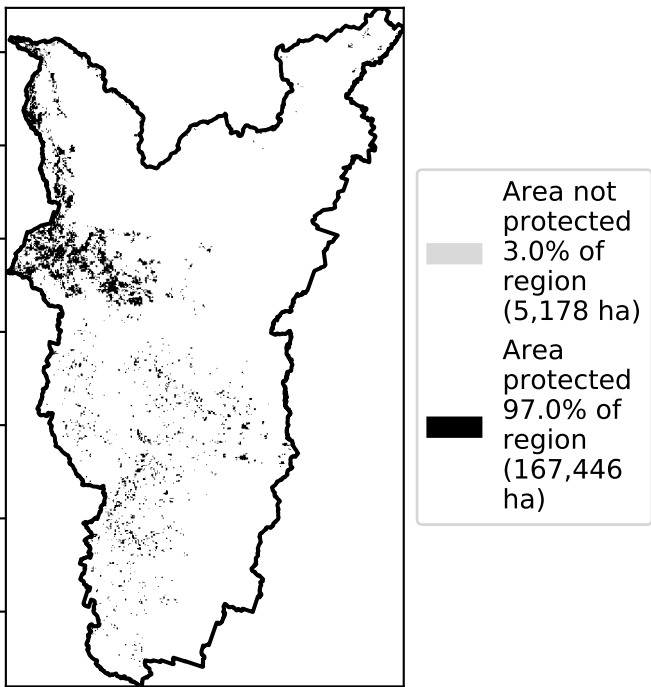 Area not
protected
3.0% of
region
(5,178 ha)
Area
protected
97.0% of
region
(167,446
ha)